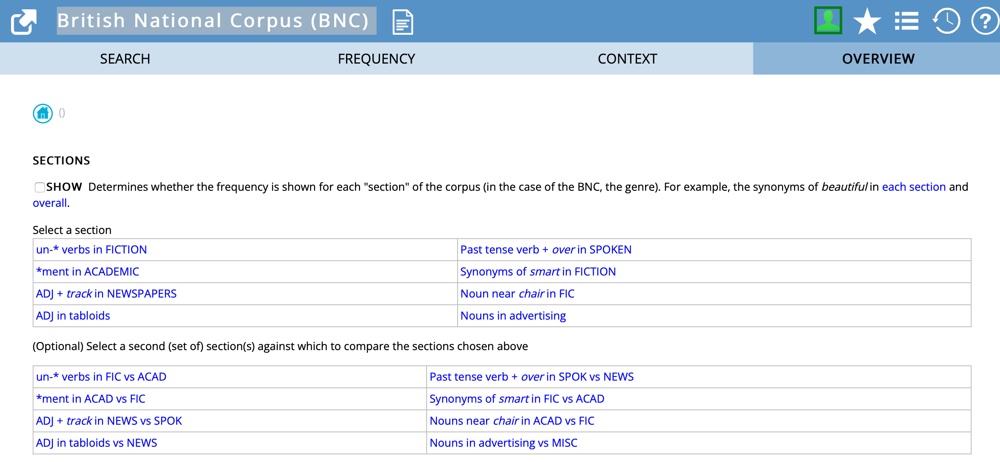 British National Corpus (BNC)
SEARCH FREQUENCY CONTEXT OVERVIEW
()
SECTIONS
SHOW Determines whether the frequency is shown for each "section" of the corpus (in the case of the BNC, the genre). For example, the synonyms of beautiful in each section and
overall.
Select a section
un-* verbs in FICTION Past tense verb + over in SPOKEN
*ment in ACADEMIC Synonyms of smart in FICTION
ADJ + track in NEWSPAPERS Noun near chair in FIC
ADJ in tabloids Nouns in advertising
(Optional) Select a second (set of) section(s) against which to compare the sections chosen above
un-* verbs in FIC vs ACAD Past tense verb + over in SPOK vs NEWS
*ment in ACAD vs FIC Synonyms of smart in FIC vs ACAD
ADJ + track in NEWS vs SPOK Nouns near chair in ACAD vs FIC
ADJ in tabloids vs NEWS Nouns in advertising vs MISC